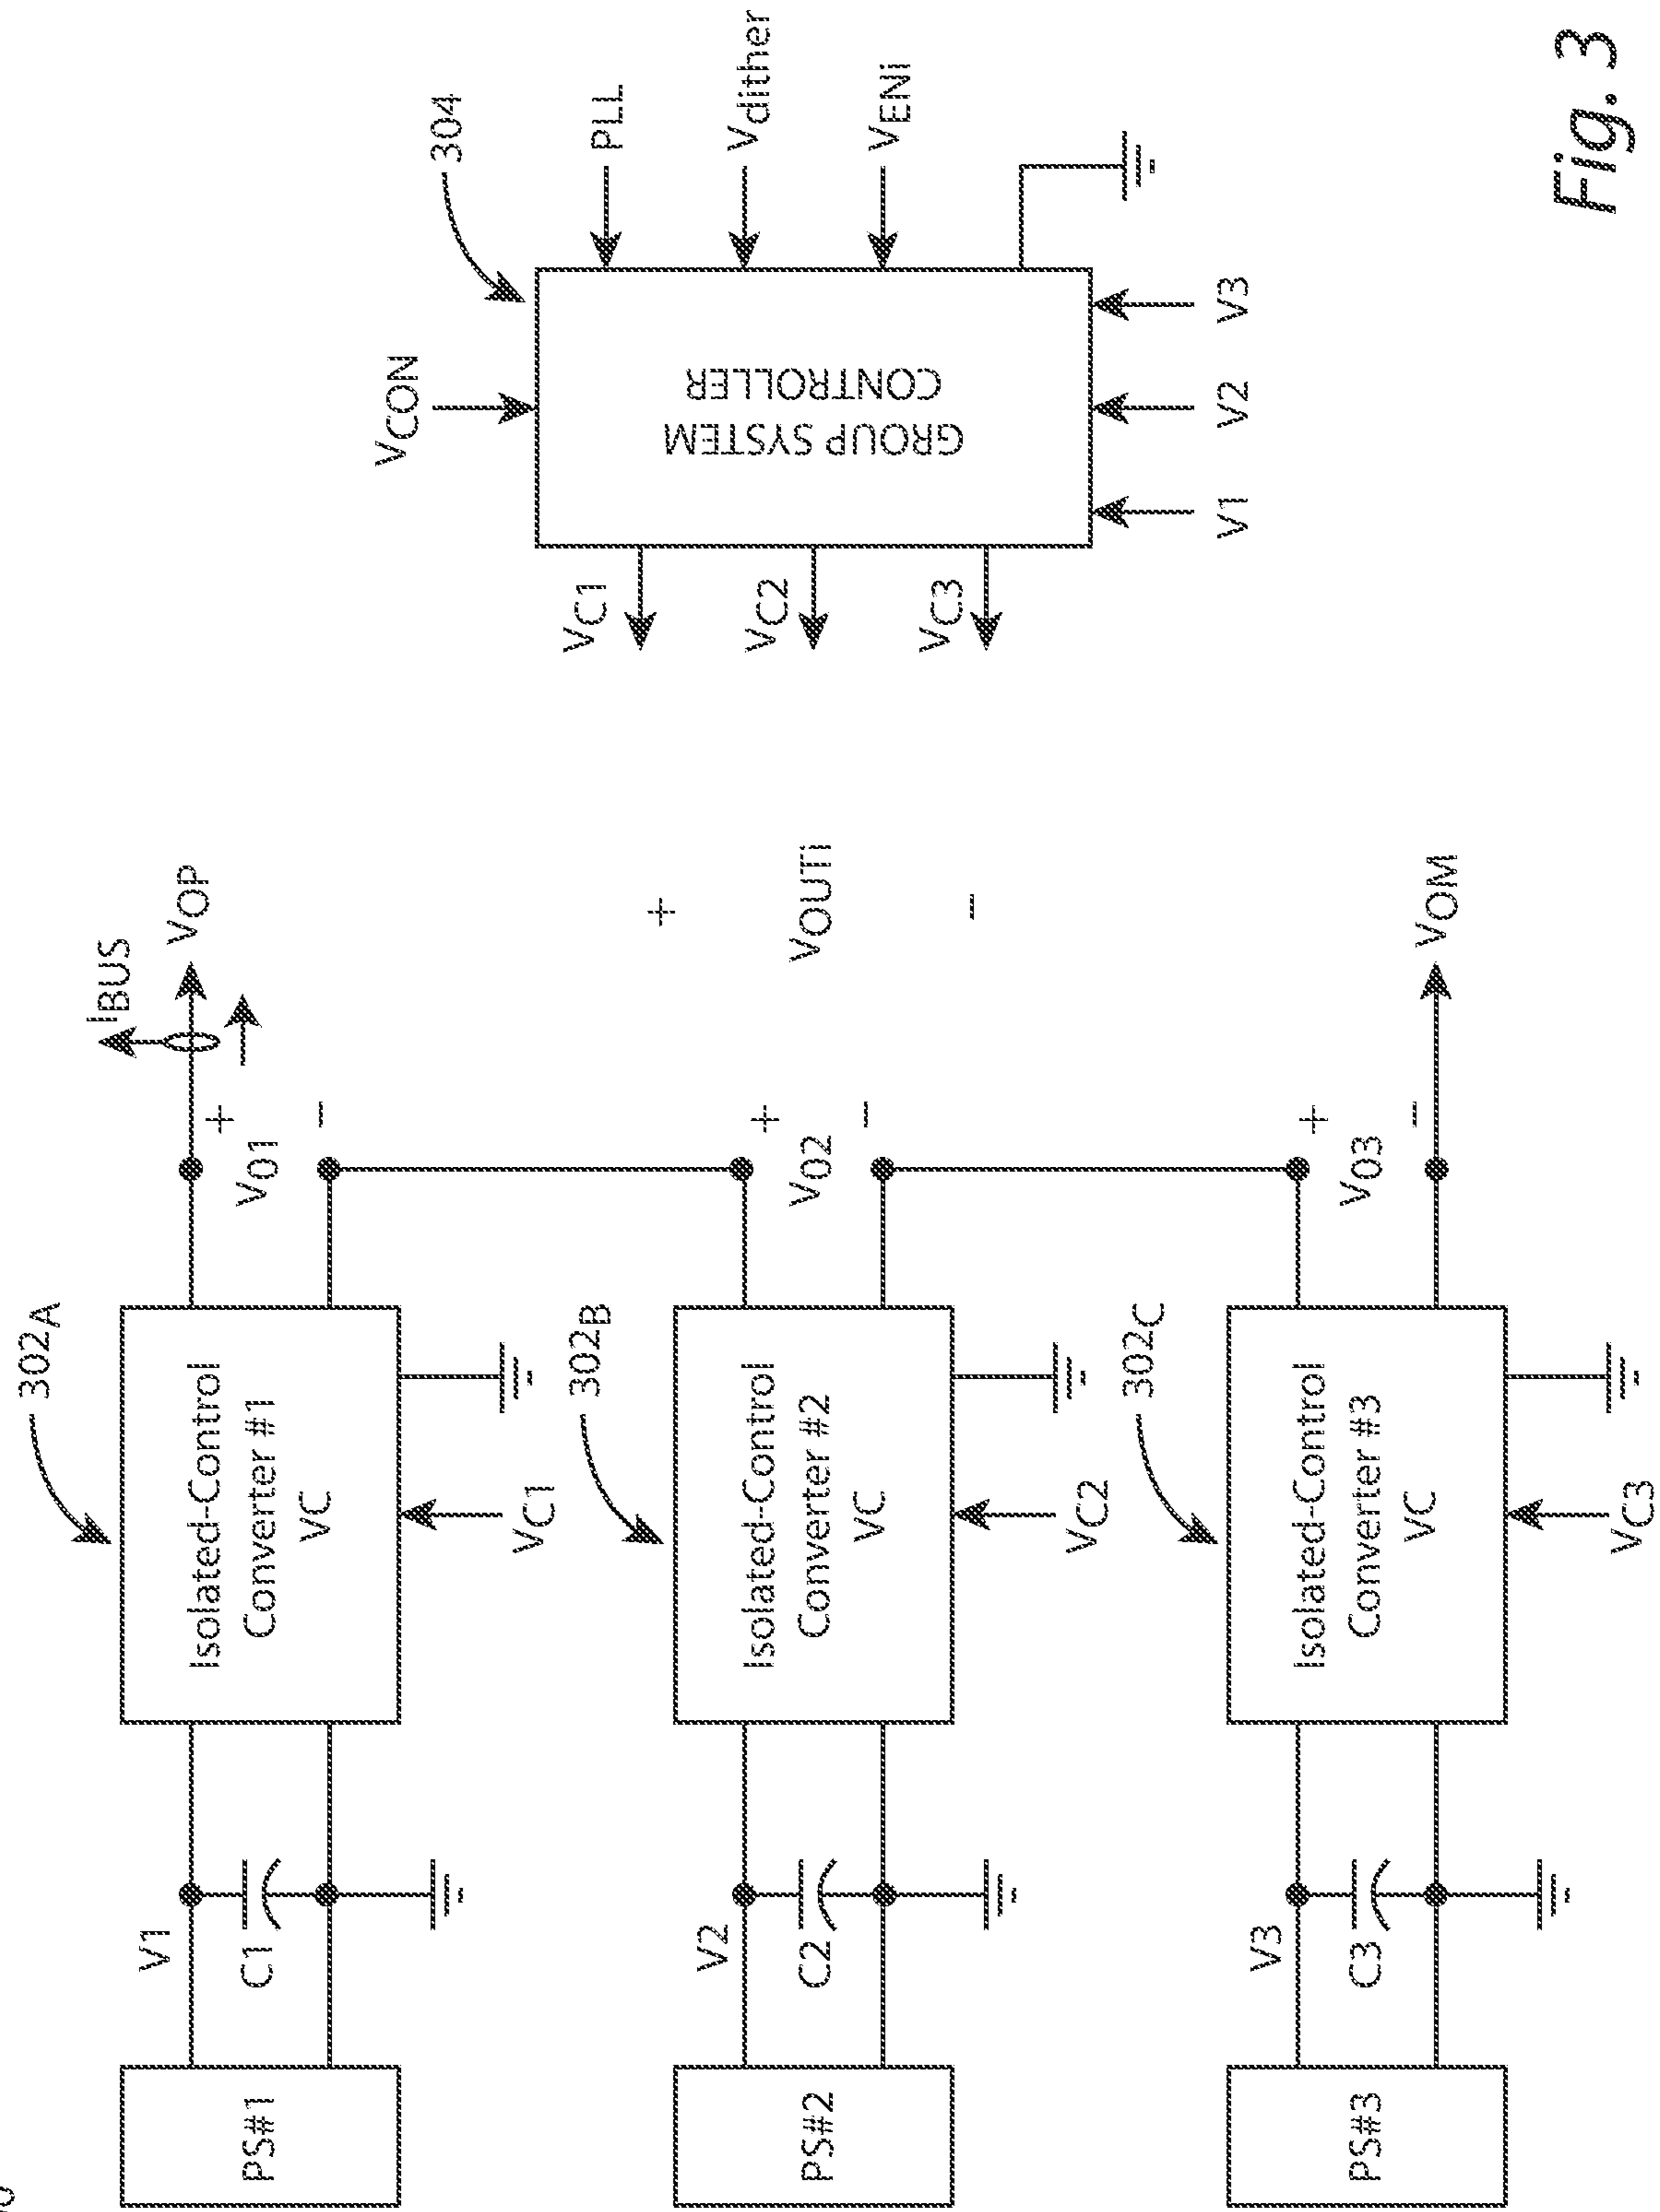 302A
PS#1
V1
C1
Isolated-Control
Converter #1
VC
VC1
+
V01
-
IBUS
VOP
302B
PS#2
V2
C2
Isolated-Control
Converter #2
VC
VC2
+
V02
-
+
VOUTi
-
302C
PS#3
V3
C3
Isolated-Control
Converter #3
VC
VC3
+
V03
-
VOM
304
VCON
GROUP SYSTEM
CONTROLLER
VC1
VC2
VC3
PLL
Vdither
VENi
V1
V2
V3
Fig. 3